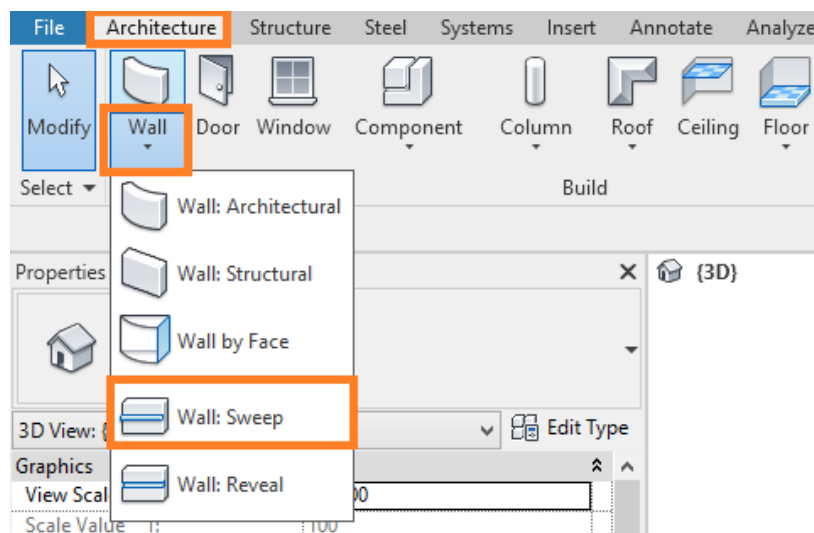 File Architecture Structure Steel Systems Insert Annotate Analyze
Modify Wall Door Window Component Column Roof Ceiling Floor
Select Build
Wall: Architectural
Properties Wall: Structural {3D}
Wall by Face
Wall: Sweep
3D View: { Edit Type
Graphics
Wall: Reveal
View Scal 00
Scale Value 1: 100